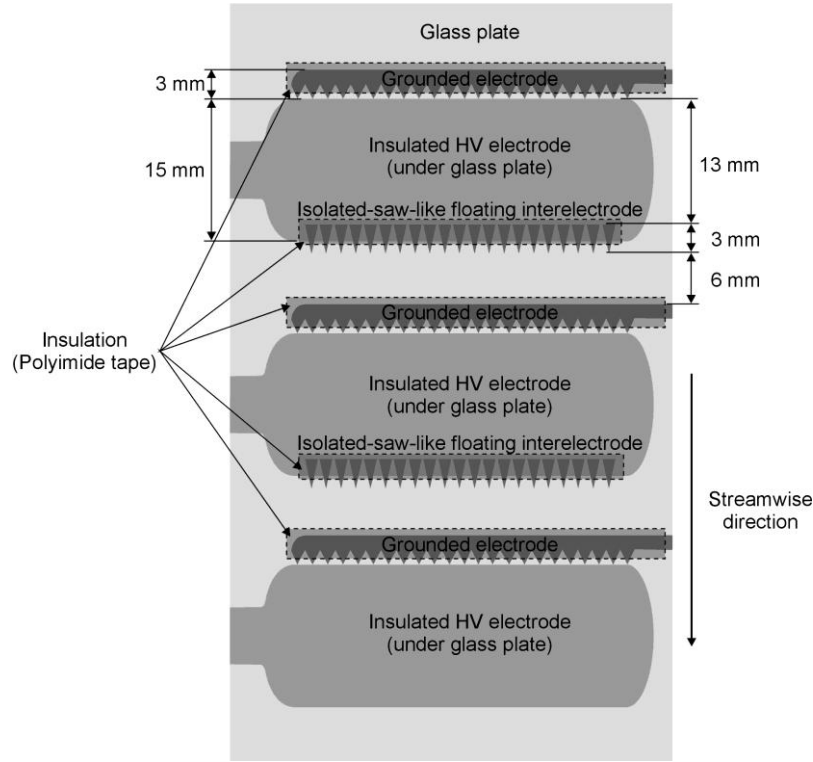 Glass plate
3 mm
Grounded electrode
15 mm
Insulated HV electrode
(under glass plate)
13 mm
Isolated-saw-like floating interelectrode
3 mm
6 mm
Grounded electrode
Insulation
(Polyimide tape)
Insulated HV electrode
(under glass plate)
Isolated-saw-like floating interelectrode
Streamwise
direction
Grounded electrode
Insulated HV electrode
(under glass plate)